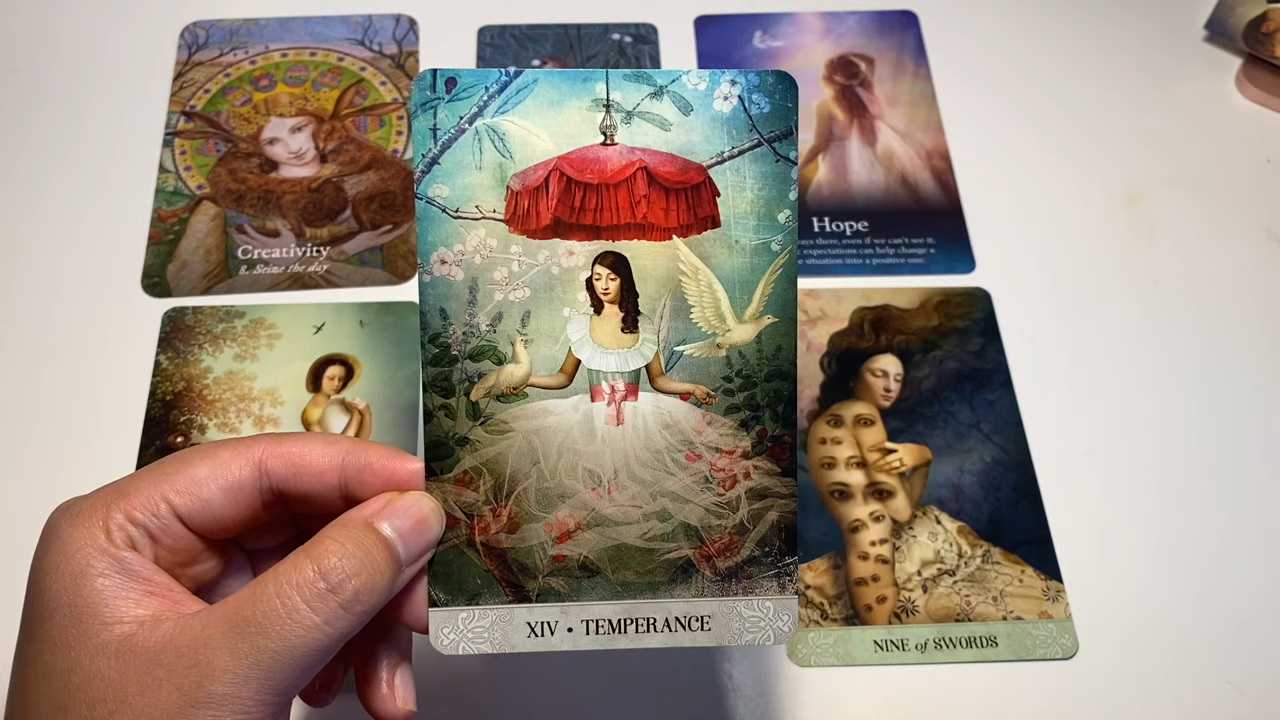 Creativity
8. Seize the day
Hope
there, even if we can't see it.
expectations can help change a
situation into a positive one.
XIV • TEMPERANCE
NINE of SWORDS